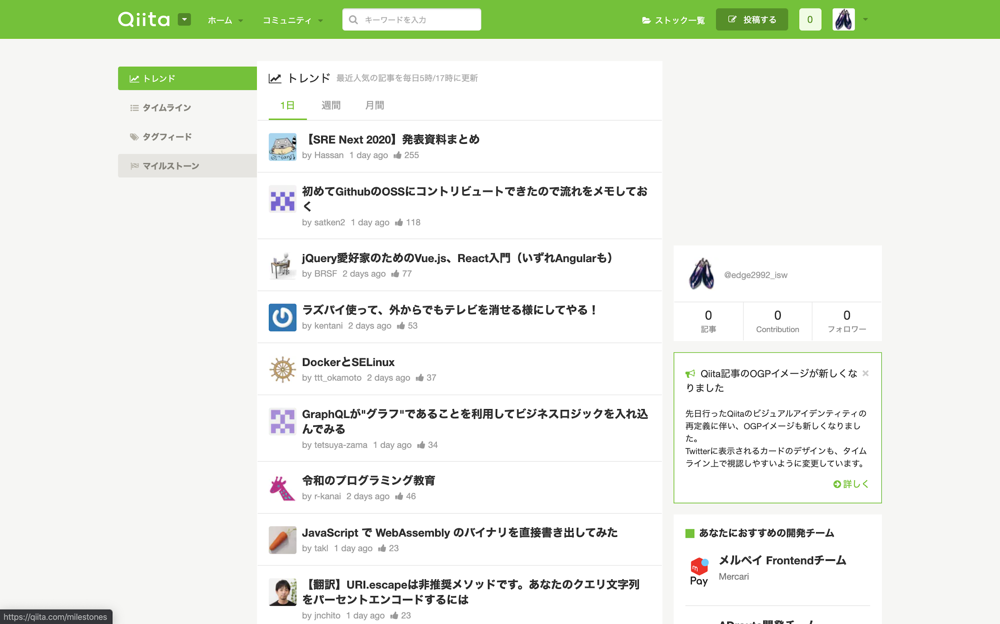 Qiita
ホーム
コミュニティ
キーワードを入力
ストック一覧
投稿する
0
トレンド
タイムライン
タグフィード
マイルストーン
トレンド 最近人気の記事を毎日5時/17時に更新
1日 週間 月間
【SRE Next 2020】発表資料まとめ
by Hassan 1 day ago 255
初めてGithubのOSSにコントリビュートできたので流れをメモしてお
く
by satken2 1 day ago 118
jQuery愛好家のためのVue.js、React入門（いずれAngularも）
by BRSF 2 days ago 77
ラズパイ使って、外からでもテレビを消せる様にしてやる！
by kentani 2 days ago 53
DockerとSELinux
by ttt_okamoto 2 days ago 37
GraphQLが"グラフ"であることを利用してビジネスロジックを入れ込
んでみる
by tetsuya-zama 1 day ago 34
令和のプログラミング教育
by r-kanai 2 days ago 46
JavaScript で WebAssembly のバイナリを直接書き出してみた
by takl 1 day ago 23
【翻訳】URI.escapeは非推奨メソッドです。あなたのクエリ文字列
をパーセントエンコードするには
by jnchito 1 day ago 23
@edge2992_isw
0 0 0
記事 Contribution フォロワー
Qiita記事のOGPイメージが新しくな
りました
先日行ったQiitaのビジュアルアイデンティティの
再定義に伴い、OGPイメージも新しくなりまし
た。
Twitterに表示されるカードのデザインも、タイム
ライン上で視認しやすいように変更しています。
詳しく
あなたにおすすめの開発チーム
m
Pay
メルペイ Frontendチーム
Mercari
https://qiita.com/milestones